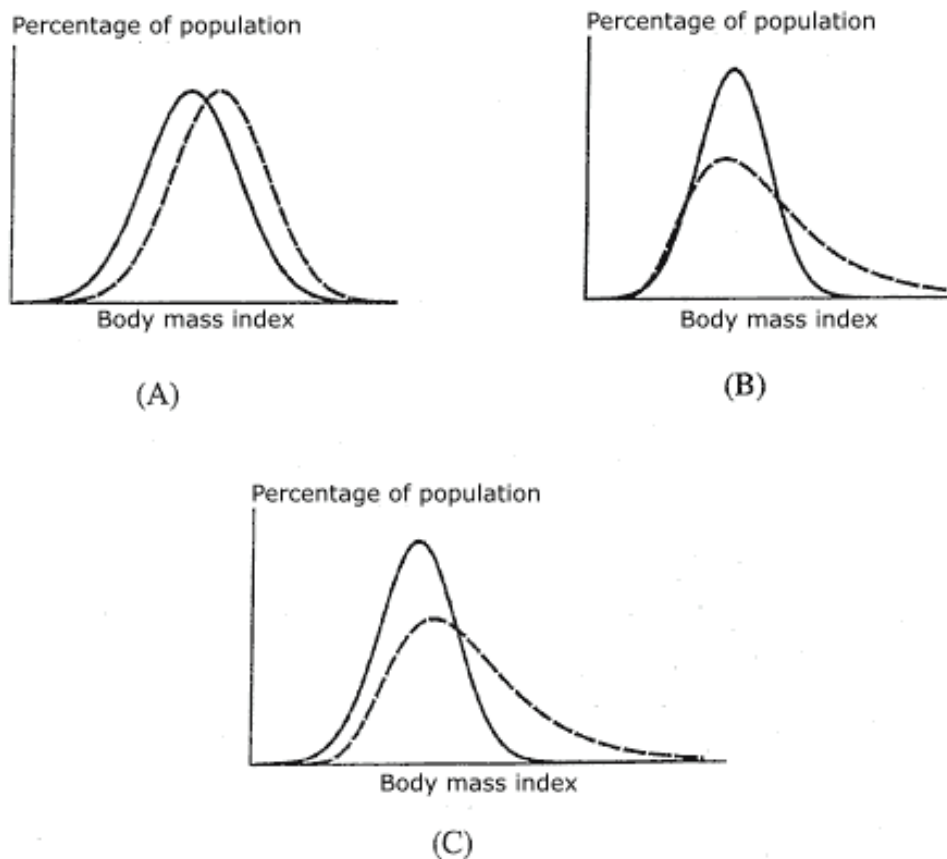 Percentage of population
Body mass index
(A)
Percentage of population
Body mass index
(B)
Percentage of population
Body mass index
(C)